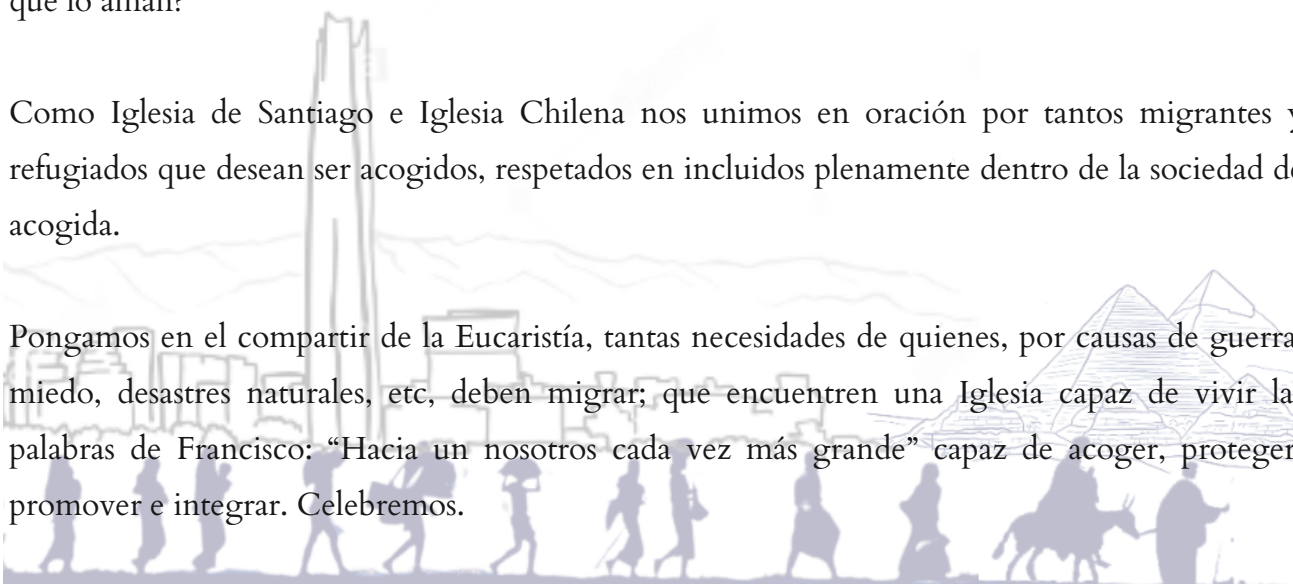 que lo aman?
Como Iglesia de Santiago e Iglesia Chilena nos unimos en oración por tantos migrantes y
refugiados que desean ser acogidos, respetados en incluidos plenamente dentro de la sociedad de
acogida.
Pongamos en el compartir de la Eucaristía, tantas necesidades de quienes, por causas de guerra
miedo, desastres naturales, etc, deben migrar; que encuentren una Iglesia capaz de vivir la
palabras de Francisco: “Hacia un nosotros cada vez más grande” capaz de acoger, proteger
promover e integrar. Celebremos.